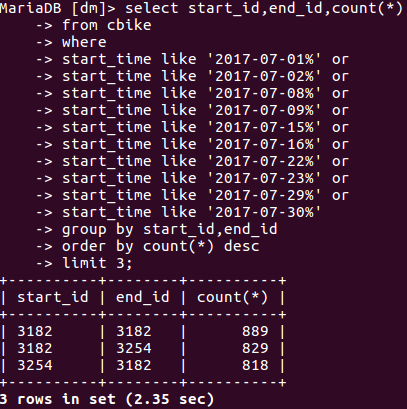 MariaDB [dm]> select start_id,end_id,count(*)
    -> from cbike
    -> where
    -> start_time like '2017-07-01%' or
    -> start_time like '2017-07-02%' or
    -> start_time like '2017-07-08%' or
    -> start_time like '2017-07-09%' or
    -> start_time like '2017-07-15%' or
    -> start_time like '2017-07-16%' or
    -> start_time like '2017-07-22%' or
    -> start_time like '2017-07-23%' or
    -> start_time like '2017-07-29%' or
    -> start_time like '2017-07-30%'
    -> group by start_id,end_id
    -> order by count(*) desc
    -> limit 3;
+----------+--------+----------+
| start_id | end_id | count(*) |
+----------+--------+----------+
| 3182     | 3182   |      889 |
| 3182     | 3254   |      829 |
| 3254     | 3182   |      818 |
+----------+--------+----------+
3 rows in set (2.35 sec)